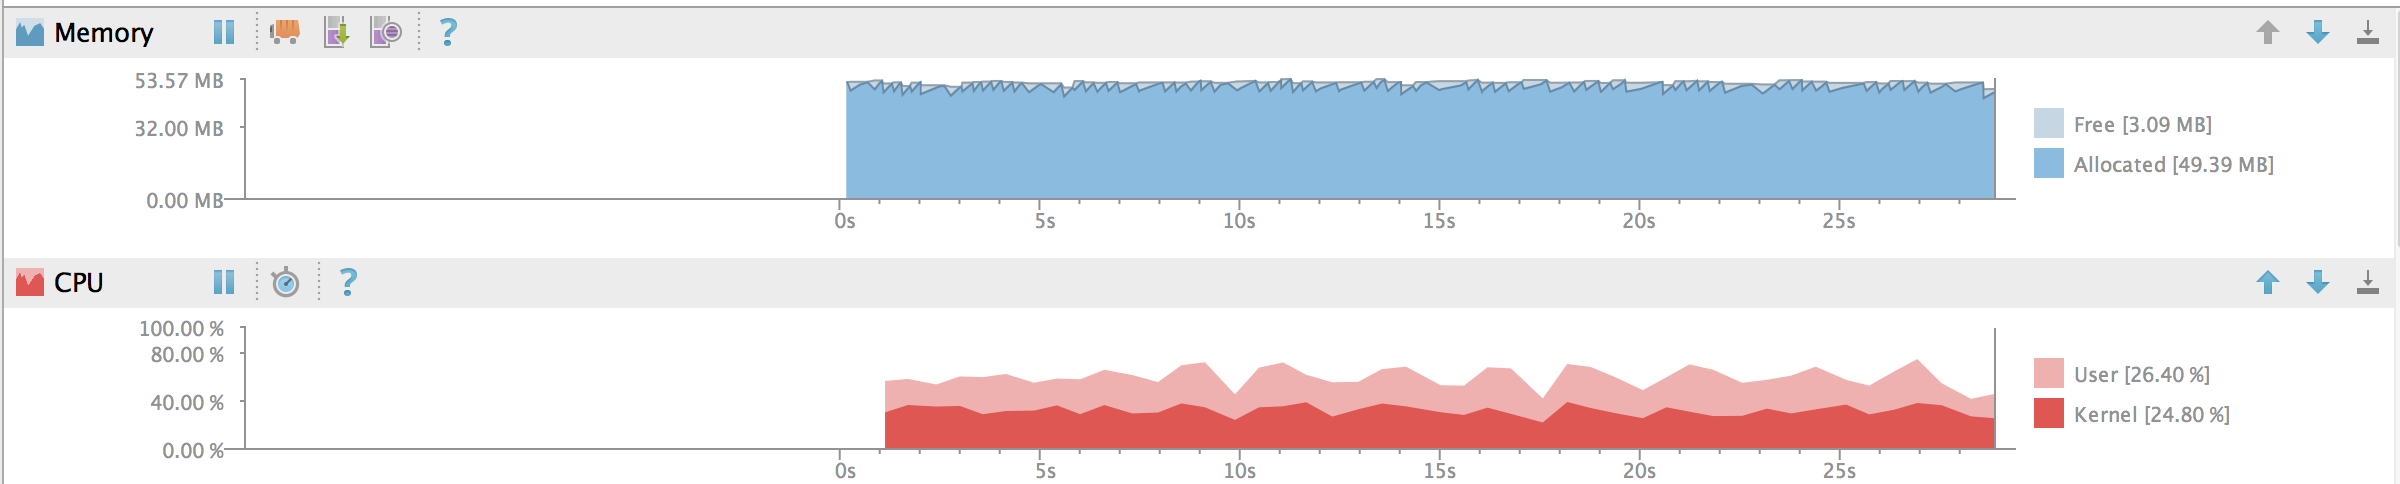 Memory ?
53.57 MB
32.00 MB
0.00 MB
Free [3.09 MB]
Allocated [49.39 MB]
0s 5s 10s 15s 20s 25s
CPU ?
100.00 %
80.00 %
40.00 %
0.00 %
User [26.40 %]
Kernel [24.80 %]
0s 5s 10s 15s 20s 25s